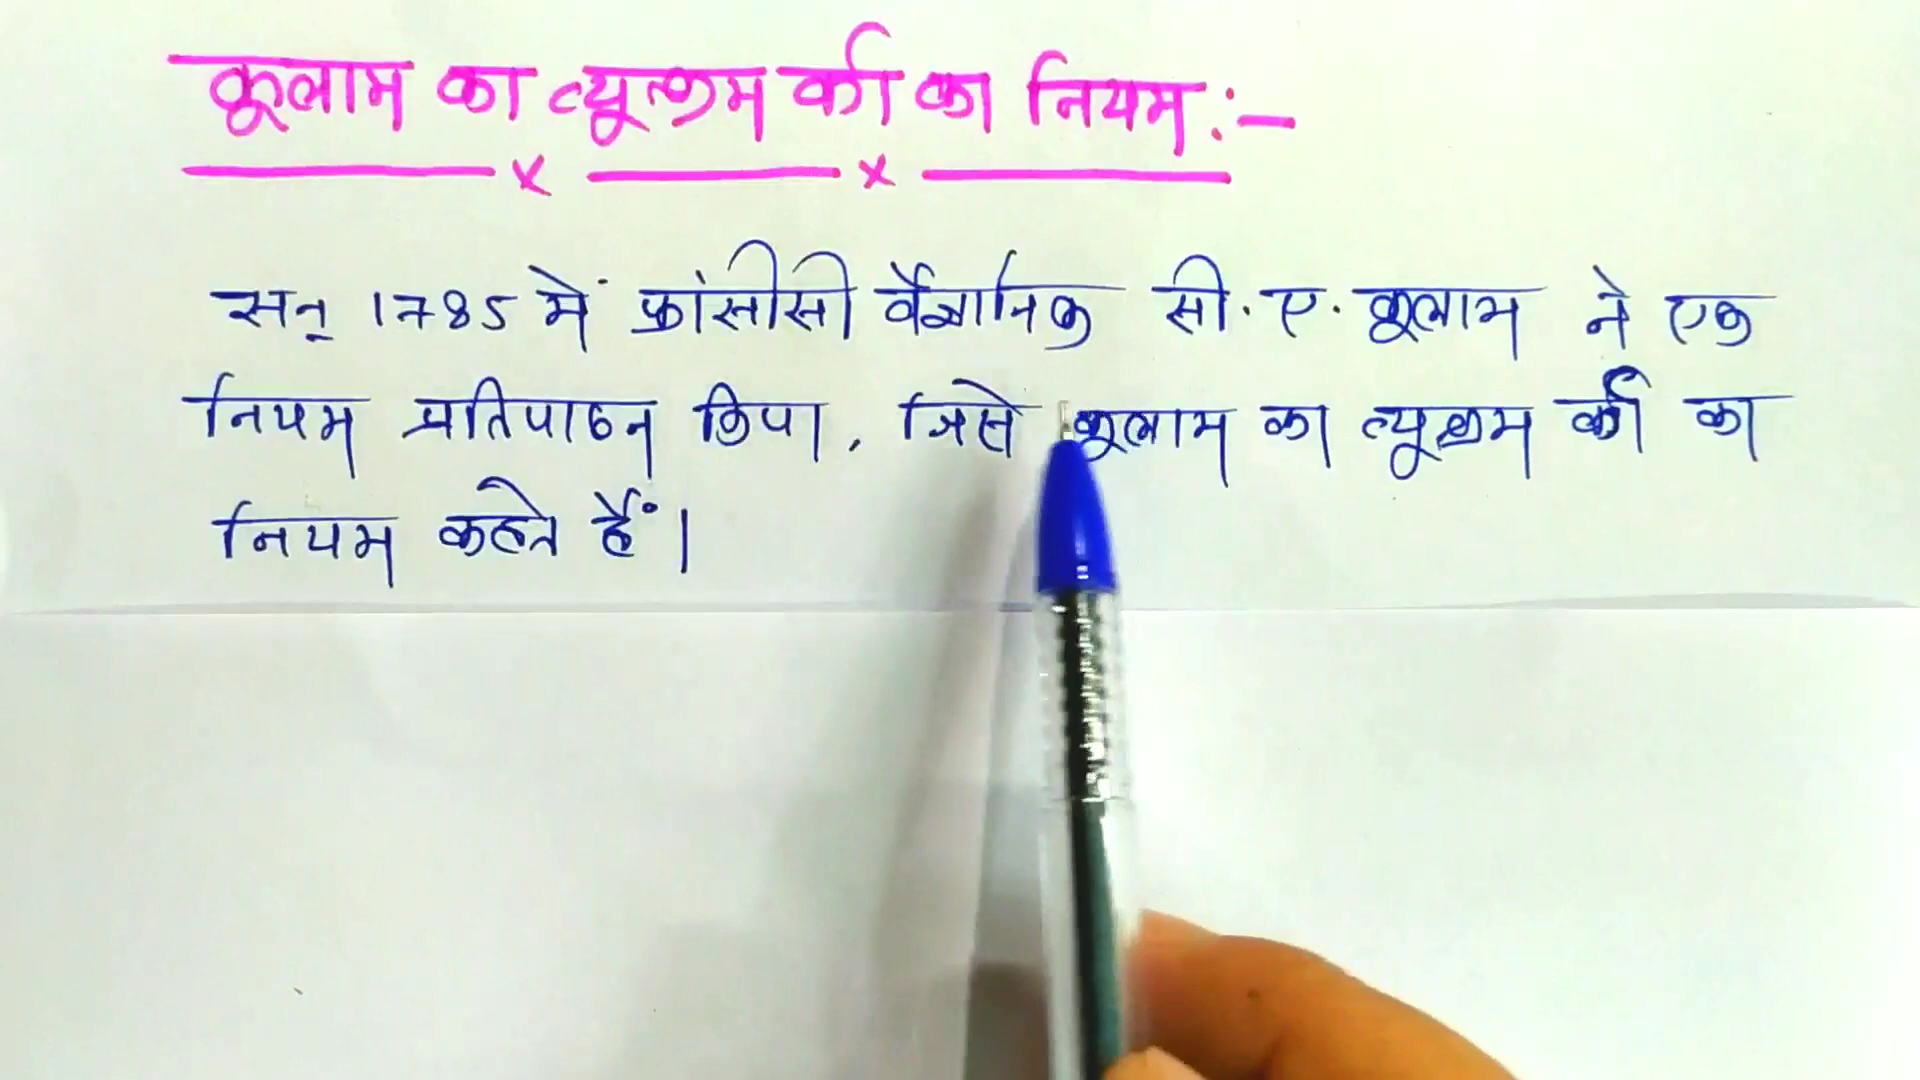 कूलाम का व्युत्क्रम वर्ग का नियम :-
सन् 1785 में फ्रांसीसी वैज्ञानिक सी. ए. कूलाम ने एक
नियम प्रतिपादन किया, जिसे कूलाम का व्युत्क्रम वर्ग का
नियम कहते हैं।